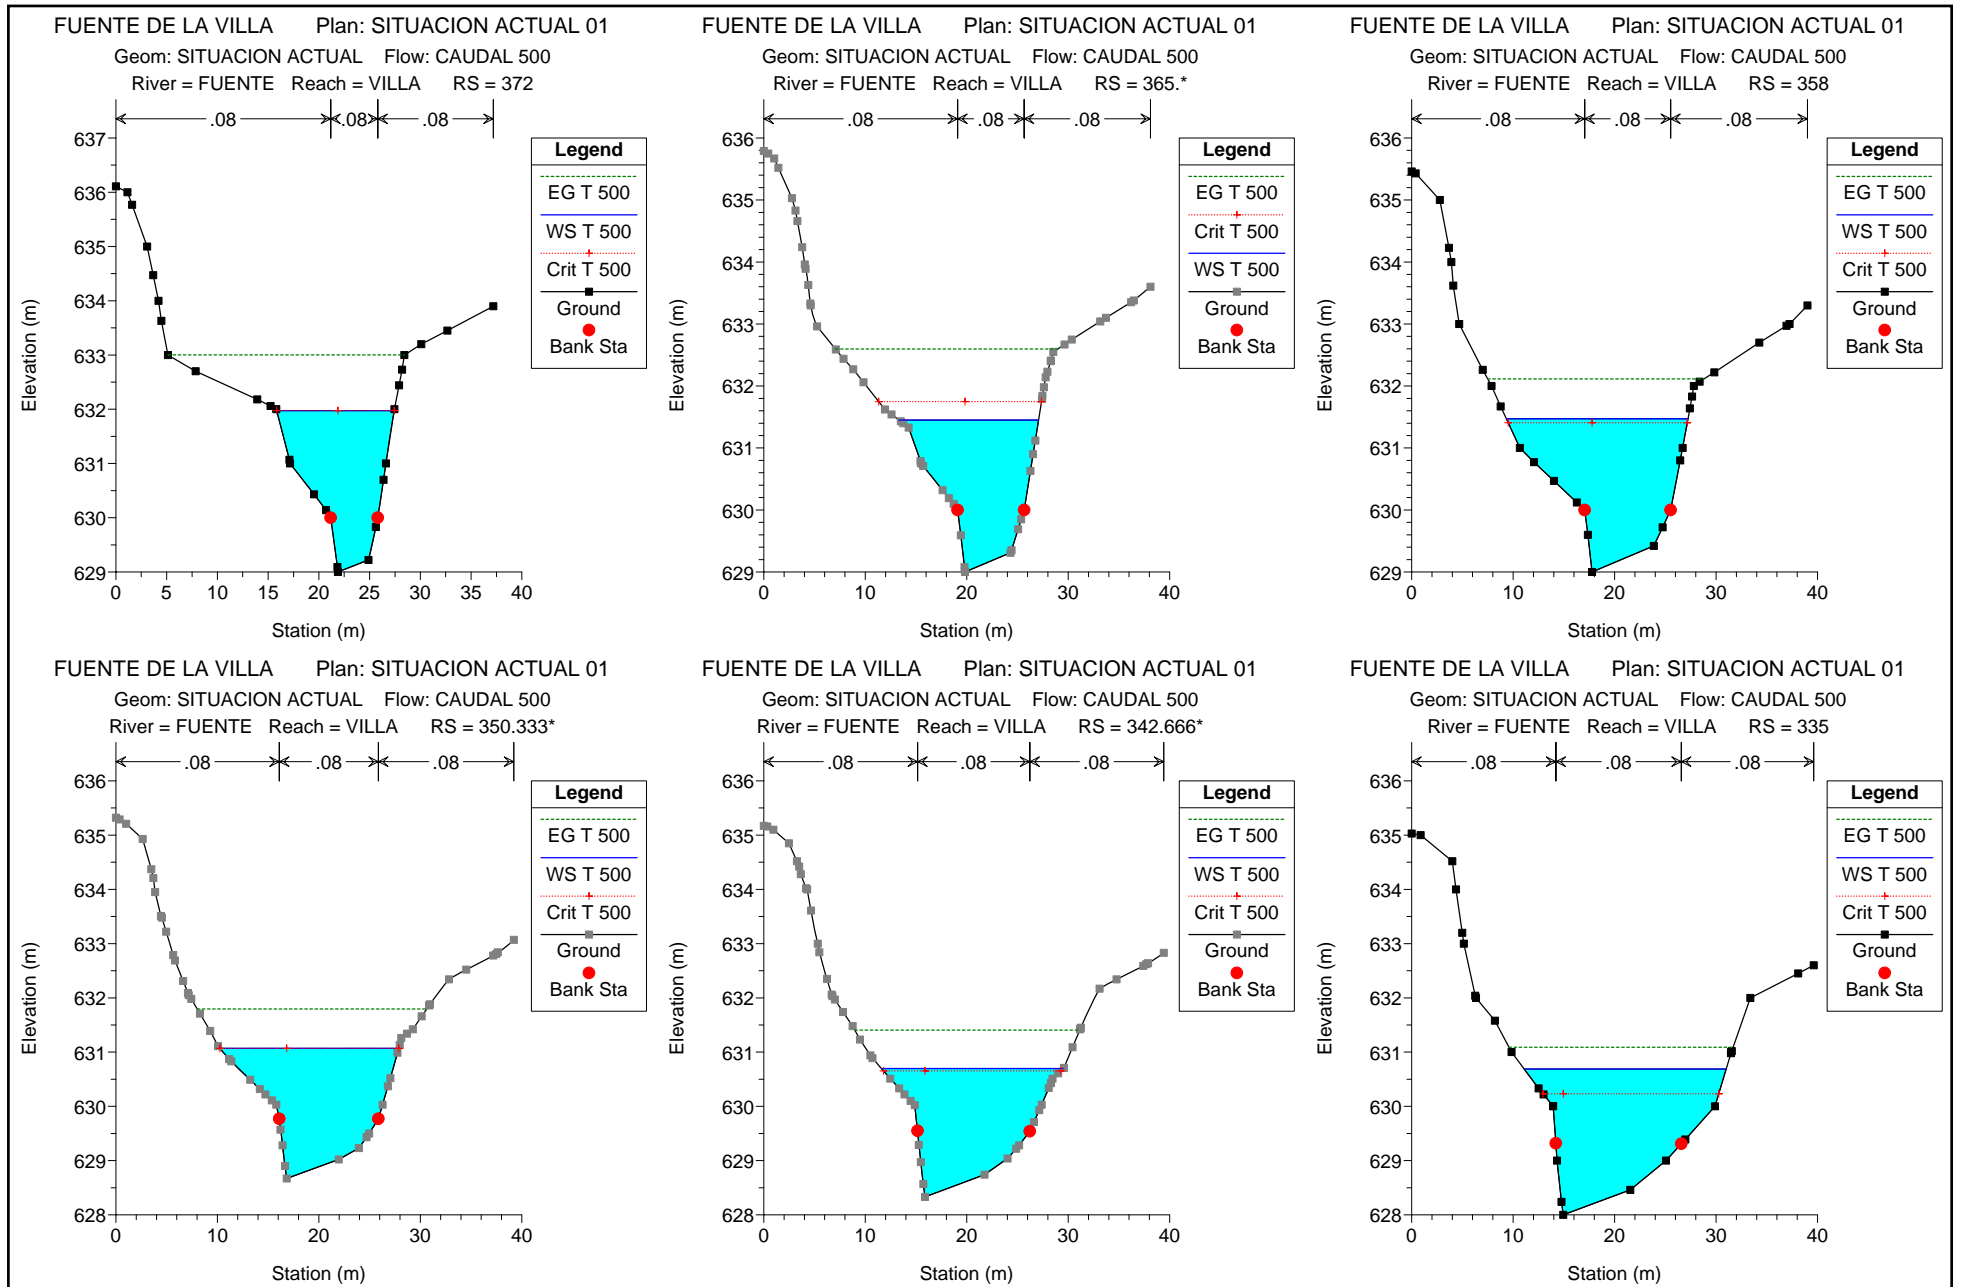 FUENTE DE LA VILLA Plan: SITUACION ACTUAL 01
Geom: SITUACION ACTUAL Flow: CAUDAL 500
River = FUENTE Reach = VILLA RS = 372
.08 .08 .08
637
636
635
634
633
632
631
630
629
0 5 10 15 20 25 30 35 40
Elevation (m)
Station (m)
Legend
EG T 500
WS T 500
Crit T 500
Ground
Bank Sta
FUENTE DE LA VILLA Plan: SITUACION ACTUAL 01
Geom: SITUACION ACTUAL Flow: CAUDAL 500
River = FUENTE Reach = VILLA RS = 365.*
.08 .08 .08
636
635
634
633
632
631
630
629
0 10 20 30 40
Elevation (m)
Station (m)
Legend
EG T 500
Crit T 500
WS T 500
Ground
Bank Sta
FUENTE DE LA VILLA Plan: SITUACION ACTUAL 01
Geom: SITUACION ACTUAL Flow: CAUDAL 500
River = FUENTE Reach = VILLA RS = 358
.08 .08 .08
636
635
634
633
632
631
630
629
0 10 20 30 40
Elevation (m)
Station (m)
Legend
EG T 500
WS T 500
Crit T 500
Ground
Bank Sta
FUENTE DE LA VILLA Plan: SITUACION ACTUAL 01
Geom: SITUACION ACTUAL Flow: CAUDAL 500
River = FUENTE Reach = VILLA RS = 350.333*
.08 .08 .08
636
635
634
633
632
631
630
629
628
0 10 20 30 40
Elevation (m)
Station (m)
Legend
EG T 500
WS T 500
Crit T 500
Ground
Bank Sta
FUENTE DE LA VILLA Plan: SITUACION ACTUAL 01
Geom: SITUACION ACTUAL Flow: CAUDAL 500
River = FUENTE Reach = VILLA RS = 342.666*
.08 .08 .08
636
635
634
633
632
631
630
629
628
0 10 20 30 40
Elevation (m)
Station (m)
Legend
EG T 500
WS T 500
Crit T 500
Ground
Bank Sta
FUENTE DE LA VILLA Plan: SITUACION ACTUAL 01
Geom: SITUACION ACTUAL Flow: CAUDAL 500
River = FUENTE Reach = VILLA RS = 335
.08 .08 .08
636
635
634
633
632
631
630
629
628
0 10 20 30 40
Elevation (m)
Station (m)
Legend
EG T 500
WS T 500
Crit T 500
Ground
Bank Sta